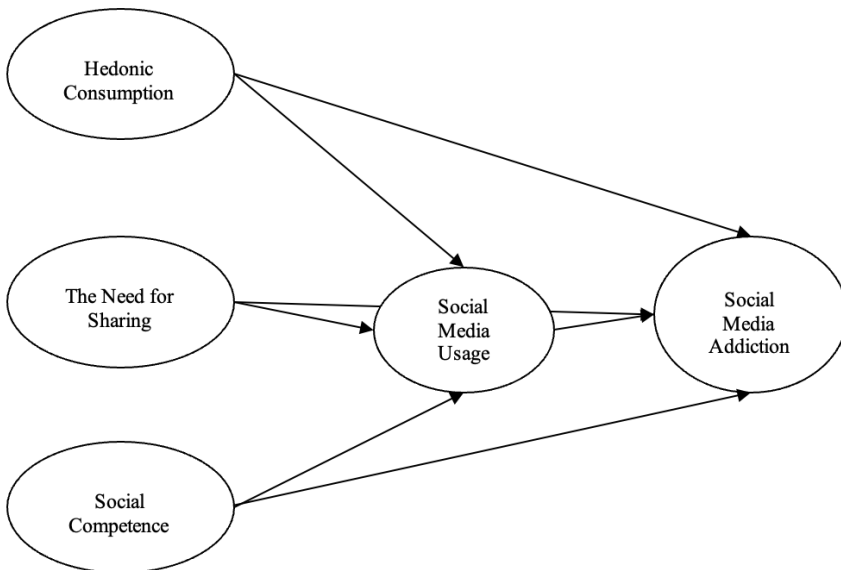 Hedonic
Consumption
The Need for
Sharing
Social
Media
Usage
Social
Media
Addiction
Social
Competence